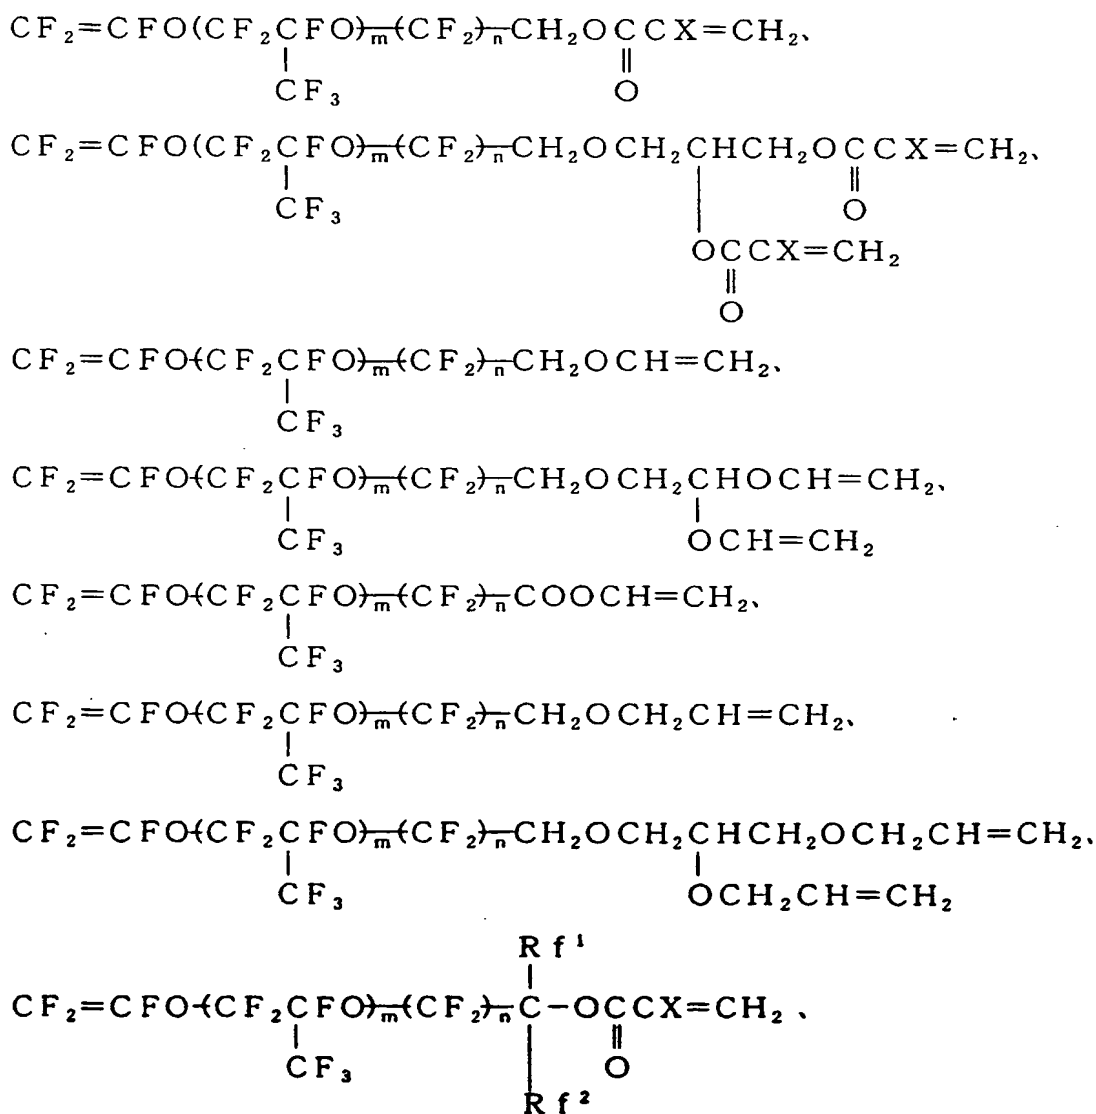 CF₂=CFO(CF₂CFO)ₘ(CF₂)ₙCH₂OCCX=CH₂、
CF₃ O
CF₂=CFO(CF₂CFO)ₘ(CF₂)ₙCH₂OCH₂CHCH₂OCCX=CH₂、
CF₃ O
OCCX=CH₂
O
CF₂=CFO(CF₂CFO)ₘ(CF₂)ₙCH₂OCH=CH₂、
CF₃
CF₂=CFO(CF₂CFO)ₘ(CF₂)ₙCH₂OCH₂CHOCH=CH₂、
CF₃ OCH=CH₂
CF₂=CFO(CF₂CFO)ₘ(CF₂)ₙCOOCH=CH₂、
CF₃
CF₂=CFO(CF₂CFO)ₘ(CF₂)ₙCH₂OCH₂CH=CH₂、
CF₃
CF₂=CFO(CF₂CFO)ₘ(CF₂)ₙCH₂OCH₂CHCH₂OCH₂CH=CH₂、
CF₃ OCH₂CH=CH₂
Rf¹
CF₂=CFO(CF₂CFO)ₘ(CF₂)ₙC-OCCX=CH₂、
CF₃ O
Rf²